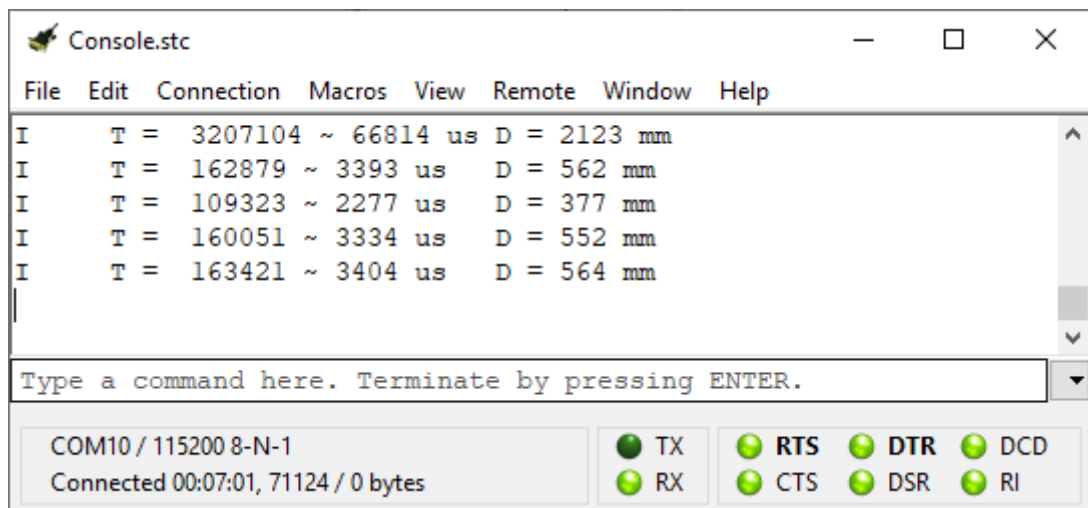 Console.stc
File Edit Connection Macros View Remote Window Help
I T = 3207104 ~ 66814 us D = 2123 mm
I T = 162879 ~ 3393 us D = 562 mm
I T = 109323 ~ 2277 us D = 377 mm
I T = 160051 ~ 3334 us D = 552 mm
I T = 163421 ~ 3404 us D = 564 mm
Type a command here. Terminate by pressing ENTER.
COM10 / 115200 8-N-1 TX RTS DTR DCD
Connected 00:07:01, 71124 / 0 bytes RX CTS DSR RI